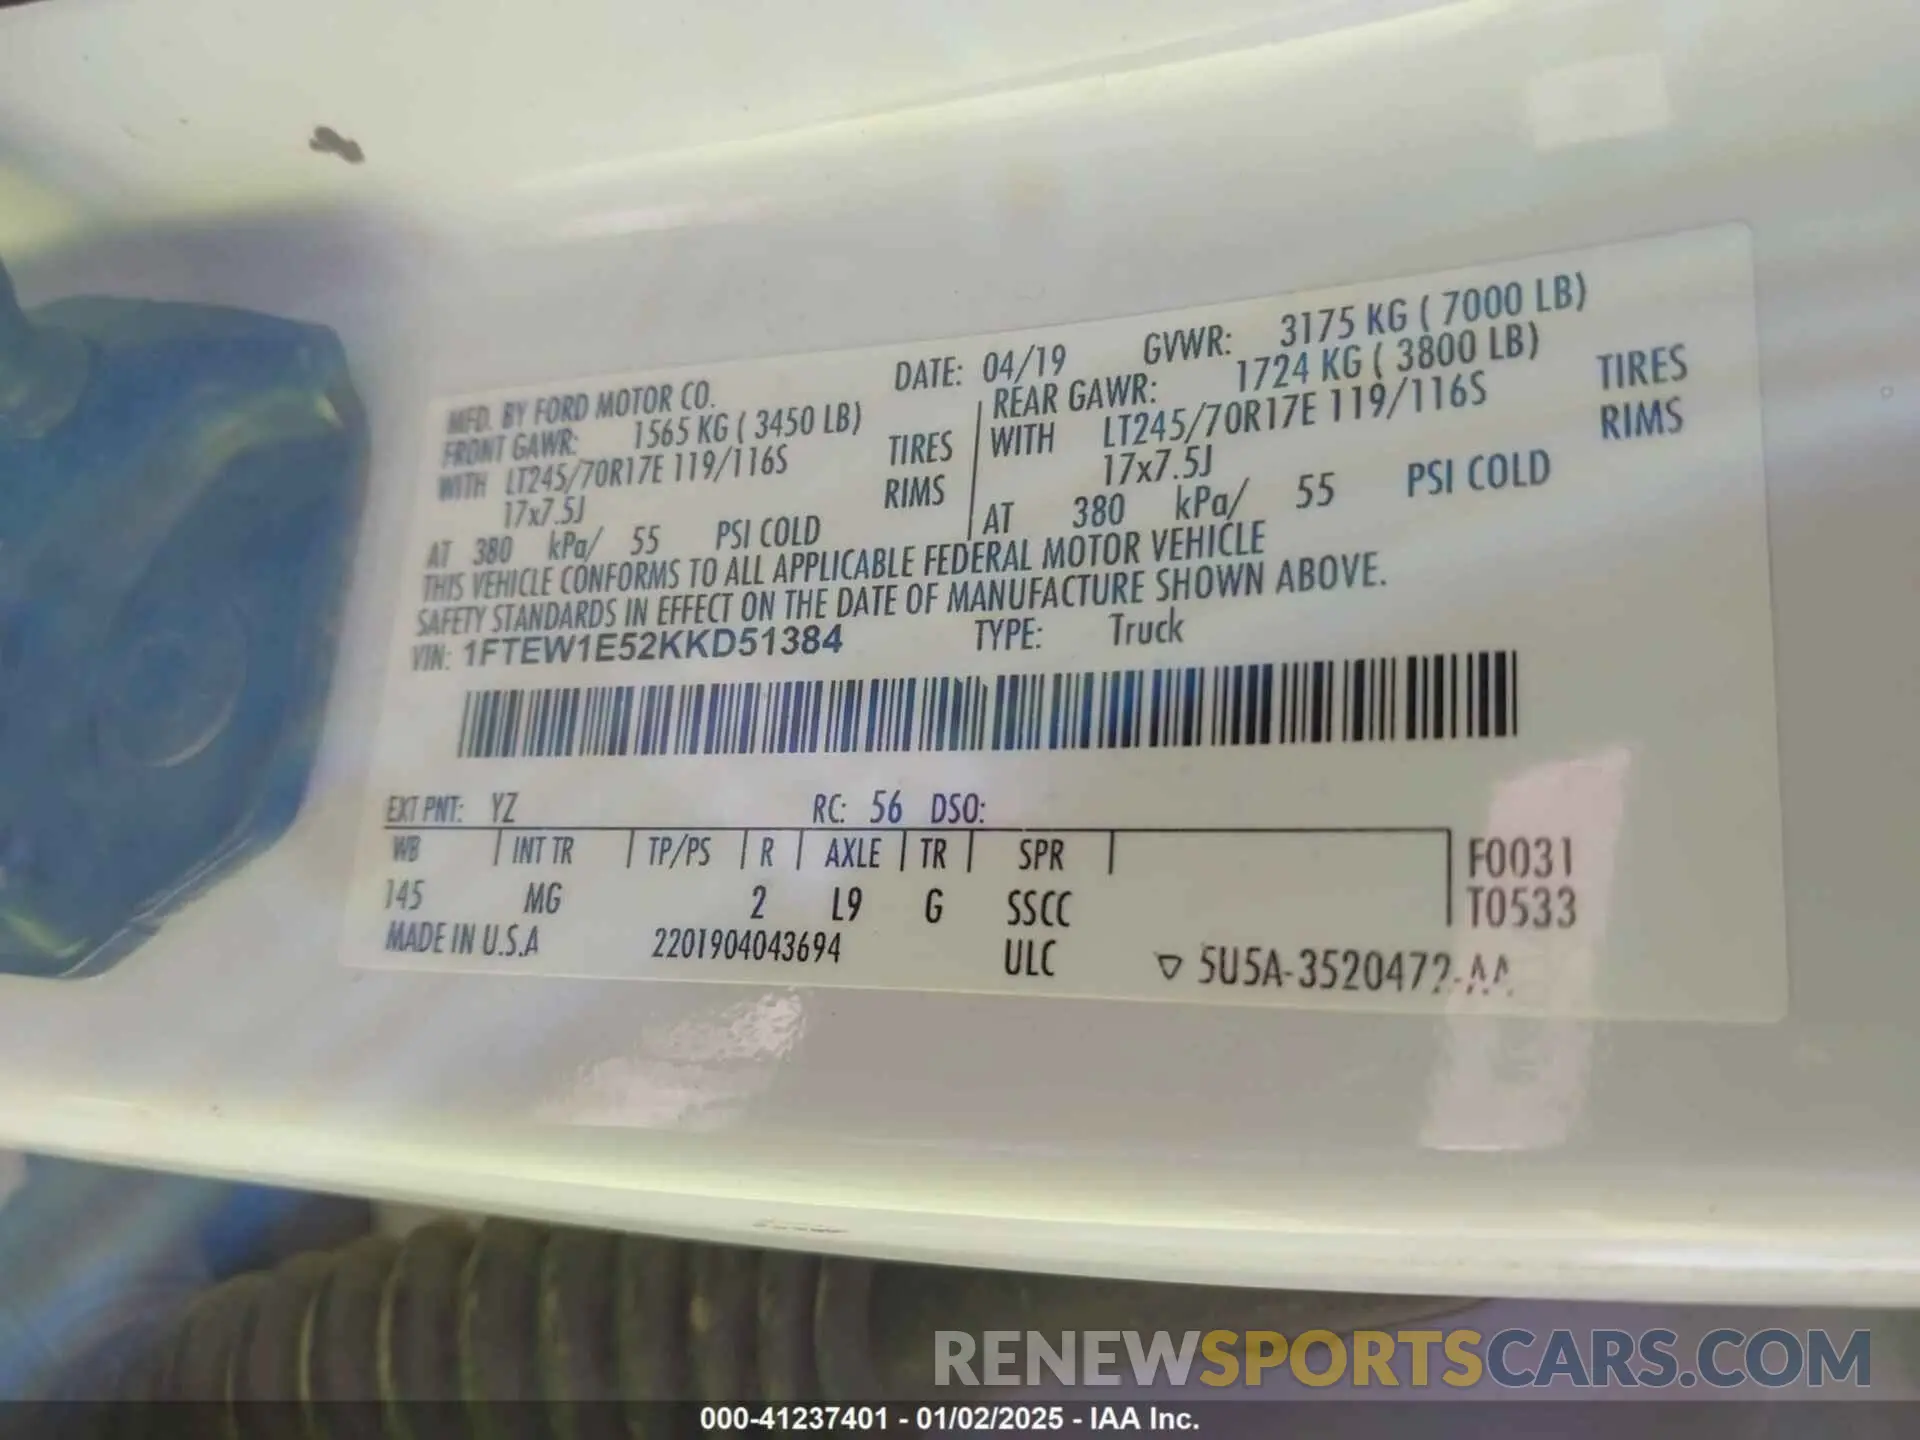 MFD. BY FORD MOTOR CO. DATE: 04/19 GVWR: 3175 KG ( 7000 LB)
FRONT GAWR: 1565 KG ( 3450 LB) REAR GAWR: 1724 KG ( 3800 LB)
WITH LT245/70R17E 119/116S TIRES WITH LT245/70R17E 119/116S TIRES
17x7.5J RIMS 17x7.5J RIMS
AT 380 kPa/ 55 PSI COLD AT 380 kPa/ 55 PSI COLD
THIS VEHICLE CONFORMS TO ALL APPLICABLE FEDERAL MOTOR VEHICLE
SAFETY STANDARDS IN EFFECT ON THE DATE OF MANUFACTURE SHOWN ABOVE.
VIN: 1FTEW1E52KKD51384 TYPE: Truck
EXT PNT: YZ RC: 56 DSO:
WB INT TR TP/PS R AXLE TR SPR F0031
145 MG 2 L9 G SSCC T0533
MADE IN U.S.A 2201904043694 ULC 5U5A-3520472-AA
RENEWSPORTSCARS.COM
000-41237401 - 01/02/2025 - IAA Inc.